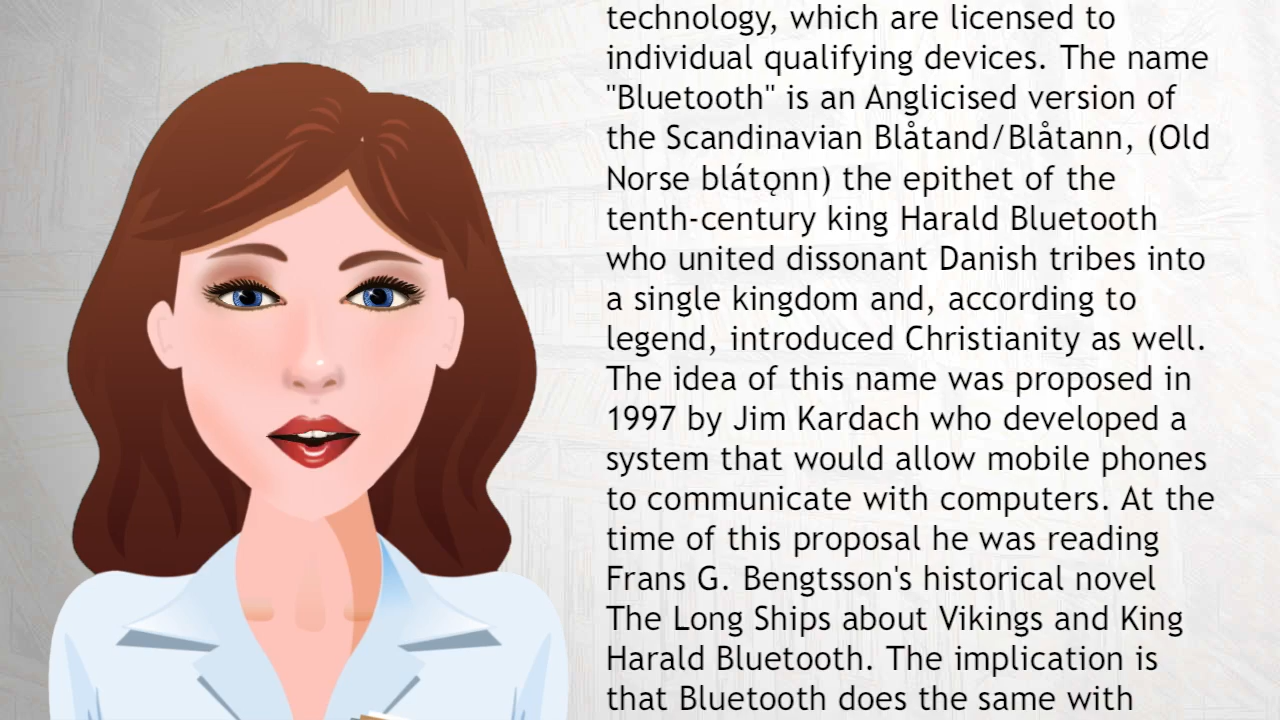 technology, which are licensed to
individual qualifying devices. The name
"Bluetooth" is an Anglicised version of
the Scandinavian Blåtand/Blåtann, (Old
Norse blátǫnn) the epithet of the
tenth-century king Harald Bluetooth
who united dissonant Danish tribes into
a single kingdom and, according to
legend, introduced Christianity as well.
The idea of this name was proposed in
1997 by Jim Kardach who developed a
system that would allow mobile phones
to communicate with computers. At the
time of this proposal he was reading
Frans G. Bengtsson's historical novel
The Long Ships about Vikings and King
Harald Bluetooth. The implication is
that Bluetooth does the same with